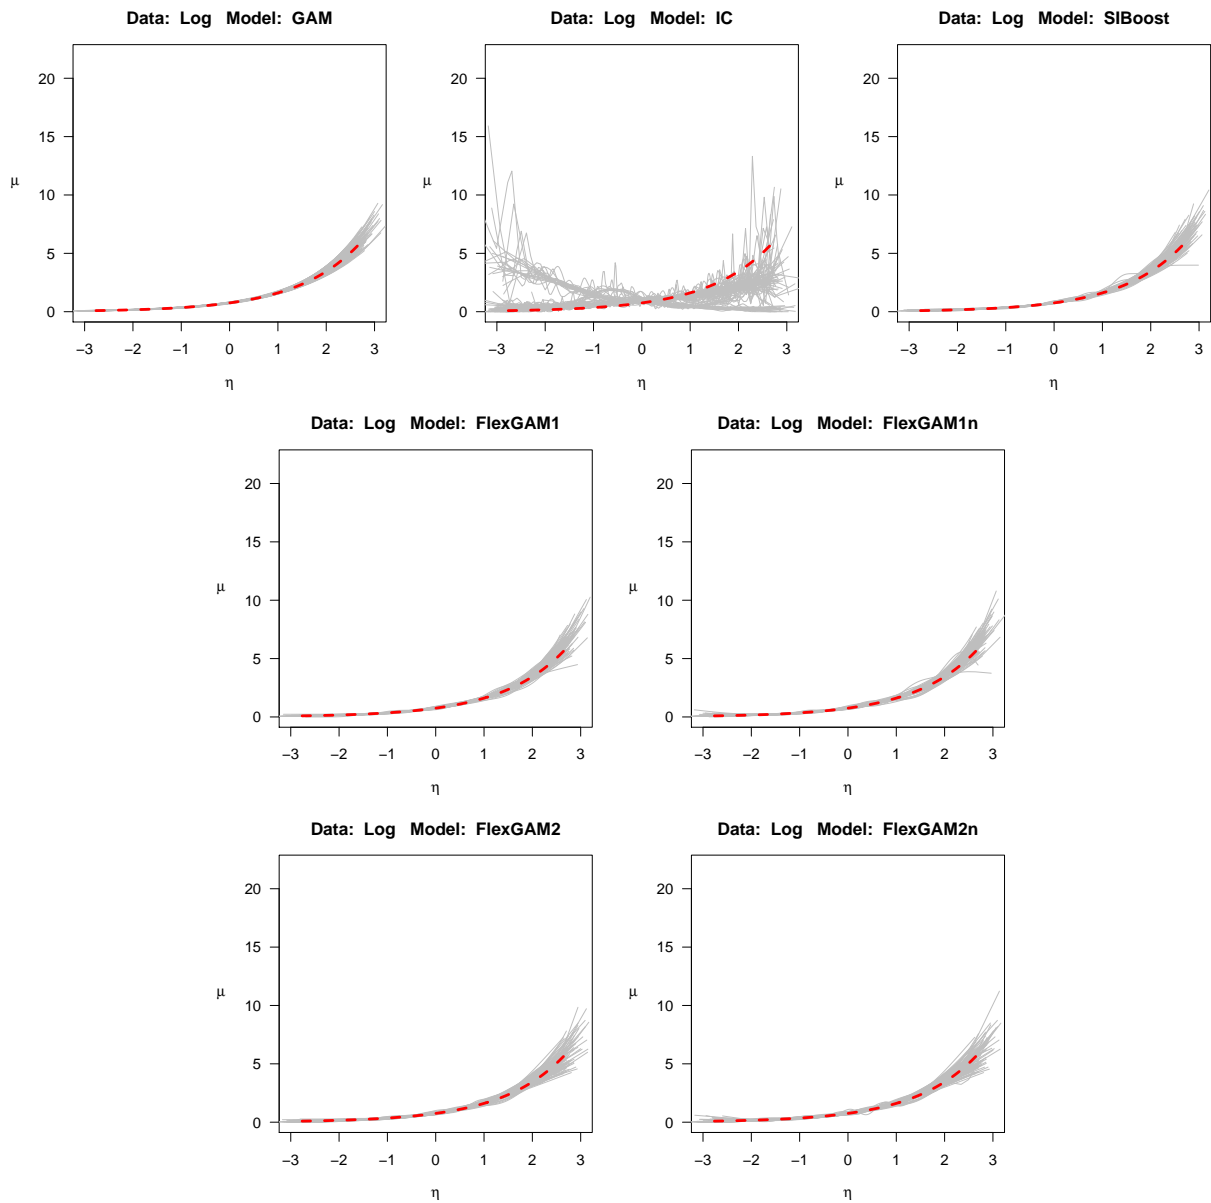 Data:  Log   Model:  GAM
μ
20
15
10
5
0
−3 −2 −1 0 1 2 3
η
Data:  Log   Model:  IC
μ
20
15
10
5
0
−3 −2 −1 0 1 2 3
η
Data:  Log   Model:  SIBoost
μ
20
15
10
5
0
−3 −2 −1 0 1 2 3
η
Data:  Log   Model:  FlexGAM1
μ
20
15
10
5
0
−3 −2 −1 0 1 2 3
η
Data:  Log   Model:  FlexGAM1n
μ
20
15
10
5
0
−3 −2 −1 0 1 2 3
η
Data:  Log   Model:  FlexGAM2
μ
20
15
10
5
0
−3 −2 −1 0 1 2 3
η
Data:  Log   Model:  FlexGAM2n
μ
20
15
10
5
0
−3 −2 −1 0 1 2 3
η